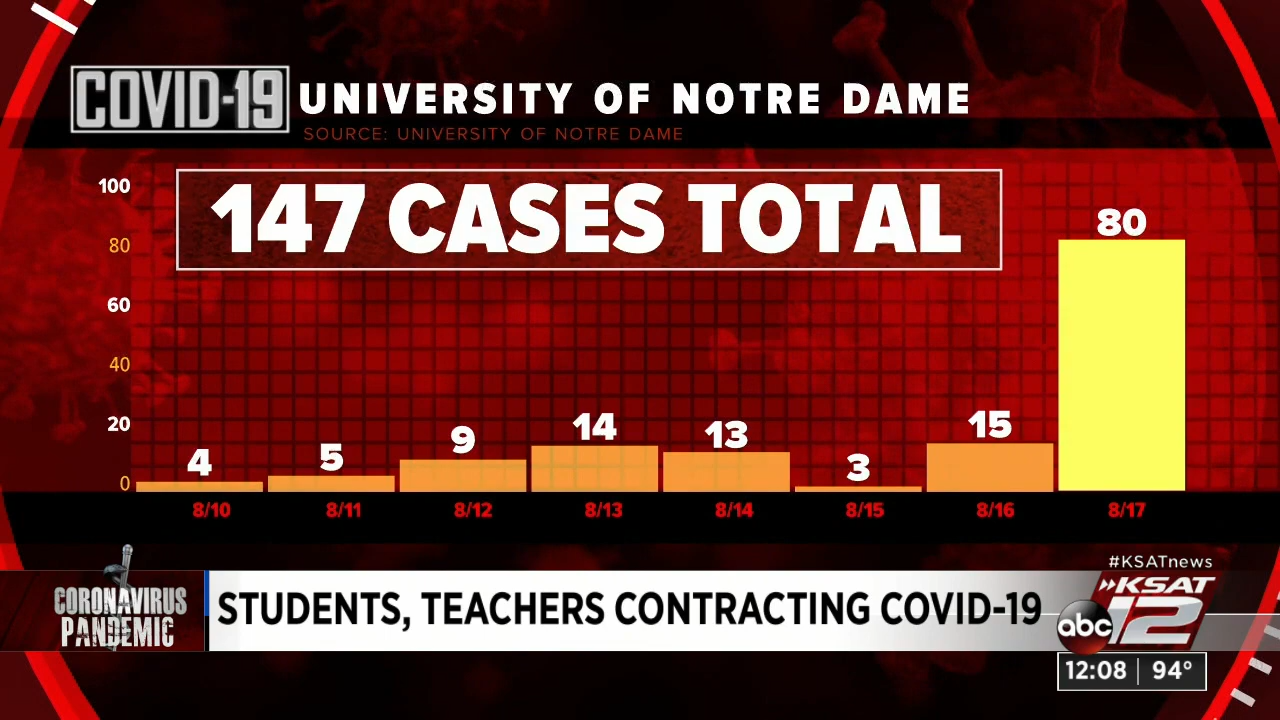 COVID-19
UNIVERSITY OF NOTRE DAME
SOURCE: UNIVERSITY OF NOTRE DAME
147 CASES TOTAL
100
80
60
40
20
0
4
5
9
14
13
3
15
80
8/10
8/11
8/12
8/13
8/14
8/15
8/16
8/17
#KSATnews
CORONAVIRUS
PANDEMIC
STUDENTS, TEACHERS CONTRACTING COVID-19
KSAT
abc 12
12:08 94°